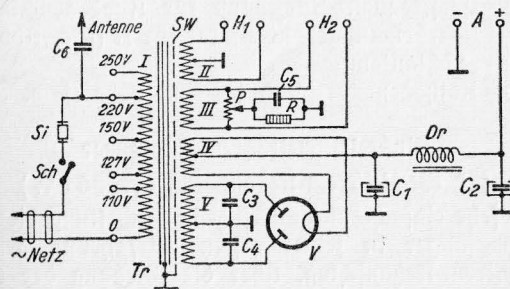 Antenne
C6
250V
I
220V
Si
150V
Sch
127V
110V
0
~Netz
Tr
SW
H1
H2
A
− +
II
III
P
C5
R
IV
V
C3
C4
V
Dr
C1
C2